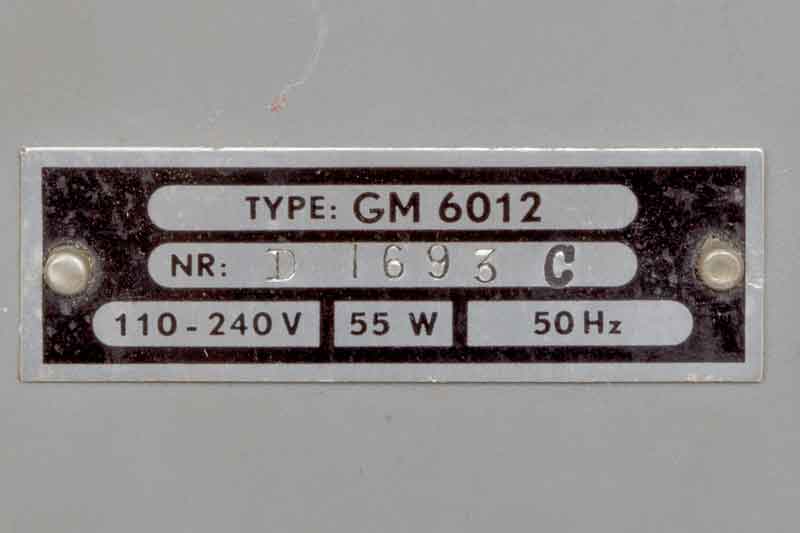 TYPE: GM 6012
NR: D 1693 C
110-240V 55 W 50Hz